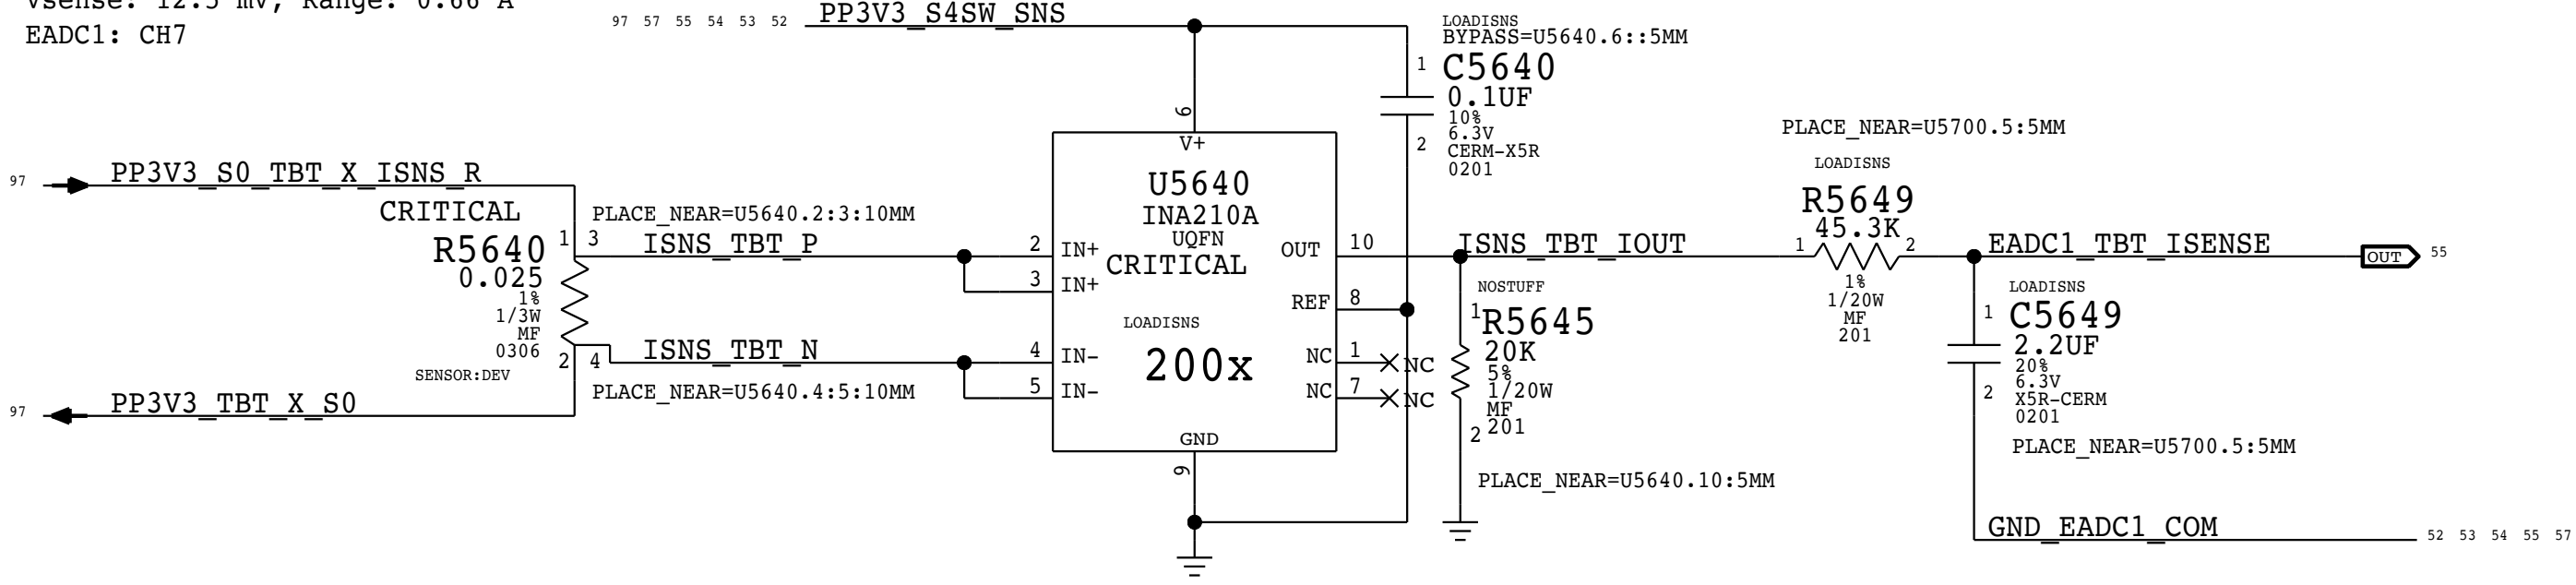 Vsense: 12.5 mV, Range: 0.66 A
EADC1: CH7
97 57 55 54 53 52 PP3V3_S4SW_SNS
LOADISNS
BYPASS=U5640.6::5MM
1 C5640
0.1UF
10%
6.3V
2 CERM-X5R
0201
6
V+
U5640
INA210A
UQFN
CRITICAL
LOADISNS
200x
GND
9
97 PP3V3_S0_TBT_X_ISNS_R
CRITICAL
R5640
0.025
1%
1/3W
MF
0306
SENSOR:DEV
1 3
2 4
97 PP3V3_TBT_X_S0
PLACE_NEAR=U5640.2:3:10MM
ISNS_TBT_P
2 IN+
3 IN+
ISNS_TBT_N
4 IN-
5 IN-
PLACE_NEAR=U5640.4:5:10MM
OUT 10
REF 8
NC 1 NC
NC 7 NC
ISNS_TBT_IOUT
NOSTUFF
1 R5645
20K
5%
1/20W
MF
2 201
PLACE_NEAR=U5640.10:5MM
PLACE_NEAR=U5700.5:5MM
LOADISNS
R5649
45.3K
1 2
1%
1/20W
MF
201
EADC1_TBT_ISENSE
OUT 55
LOADISNS
1 C5649
2.2UF
20%
6.3V
2 X5R-CERM
0201
PLACE_NEAR=U5700.5:5MM
GND_EADC1_COM 52 53 54 55 57